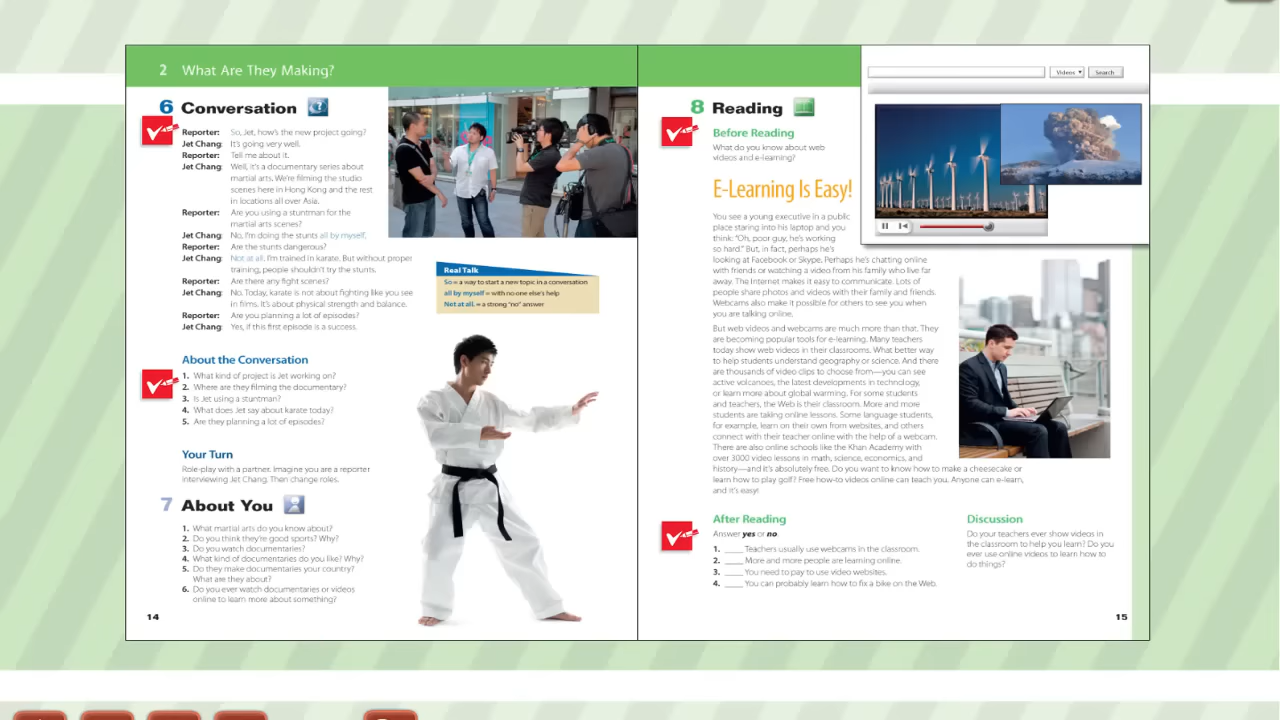 2 What Are They Making?
6 Conversation
Reporter: So, Jet, how's the new project going?
Jet Chang: It's going very well.
Reporter: Tell me about it.
Jet Chang: Well, it's a documentary series about
martial arts. We're filming the studio
scenes here in Hong Kong and the rest
in locations all over Asia.
Reporter: Are you using a stuntman for the
martial arts scenes?
Jet Chang: No, I'm doing the stunts all by myself.
Reporter: Are the stunts dangerous?
Jet Chang: Not at all. I'm trained in karate. But without proper
training, people shouldn't try the stunts.
Reporter: Are there any fight scenes?
Jet Chang: No. Today, karate is not about fighting like you see
in films. It's about physical strength and balance.
Reporter: Are you planning a lot of episodes?
Jet Chang: Yes, if this first episode is a success.
Real Talk
So = a way to start a new topic in a conversation
all by myself = with no one else's help
Not at all. = a strong "no" answer
About the Conversation
1. What kind of project is Jet working on?
2. Where are they filming the documentary?
3. Is Jet using a stuntman?
4. What does Jet say about karate today?
5. Are they planning a lot of episodes?
Your Turn
Role-play with a partner. Imagine you are a reporter
interviewing Jet Chang. Then change roles.
7 About You
1. What martial arts do you know about?
2. Do you think they're good sports? Why?
3. Do you watch documentaries?
4. What kind of documentaries do you like? Why?
5. Do they make documentaries your country?
What are they about?
6. Do you ever watch documentaries or videos
online to learn more about something?
14
Videos
Search
8 Reading
Before Reading
What do you know about web
videos and e-learning?
E-Learning Is Easy!
You see a young executive in a public
place staring into his laptop and you
think: "Oh, poor guy, he's working
so hard." But, in fact, perhaps he's
looking at Facebook or Skype. Perhaps he's chatting online
with friends or watching a video from his family who live far
away. The Internet makes it easy to communicate. Lots of
people share photos and videos with their family and friends.
Webcams also make it possible for others to see you when
you are talking online.
But web videos and webcams are much more than that. They
are becoming popular tools for e-learning. Many teachers
today show web videos in their classrooms. What better way
to help students understand geography or science. And there
are thousands of video clips to choose from—you can see
active volcanoes, the latest developments in technology,
or learn more about global warming. For some students
and teachers, the Web is their classroom. More and more
students are taking online lessons. Some language students,
for example, learn on their own from websites, and others
connect with their teacher online with the help of a webcam.
There are also online schools like the Khan Academy with
over 3000 video lessons in math, science, economics, and
history—and it's absolutely free. Do you want to know how to make a cheesecake or
learn how to play golf? Free how-to videos online can teach you. Anyone can e-learn,
and it's easy!
After Reading
Answer yes or no.
1. ____ Teachers usually use webcams in the classroom.
2. ____ More and more people are learning online.
3. ____ You need to pay to use video websites.
4. ____ You can probably learn how to fix a bike on the Web.
Discussion
Do your teachers ever show videos in
the classroom to help you learn? Do you
ever use online videos to learn how to
do things?
15